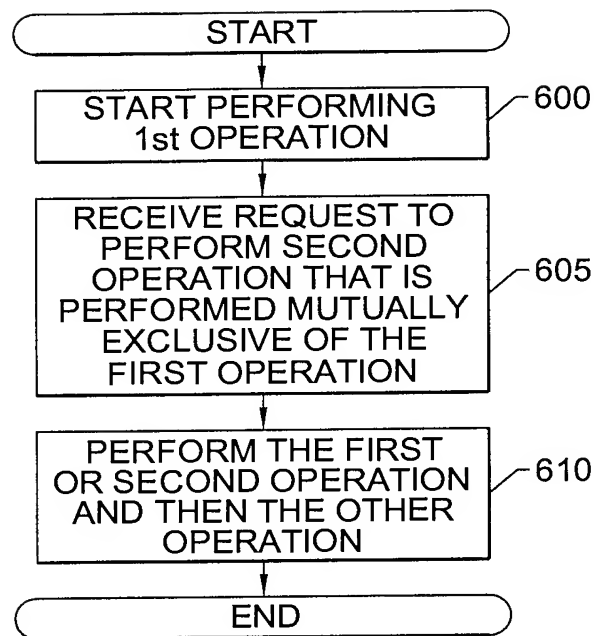 START
START PERFORMING
1st OPERATION
600
RECEIVE REQUEST TO
PERFORM SECOND
OPERATION THAT IS
PERFORMED MUTUALLY
EXCLUSIVE OF THE
FIRST OPERATION
605
PERFORM THE FIRST
OR SECOND OPERATION
AND THEN THE OTHER
OPERATION
610
END